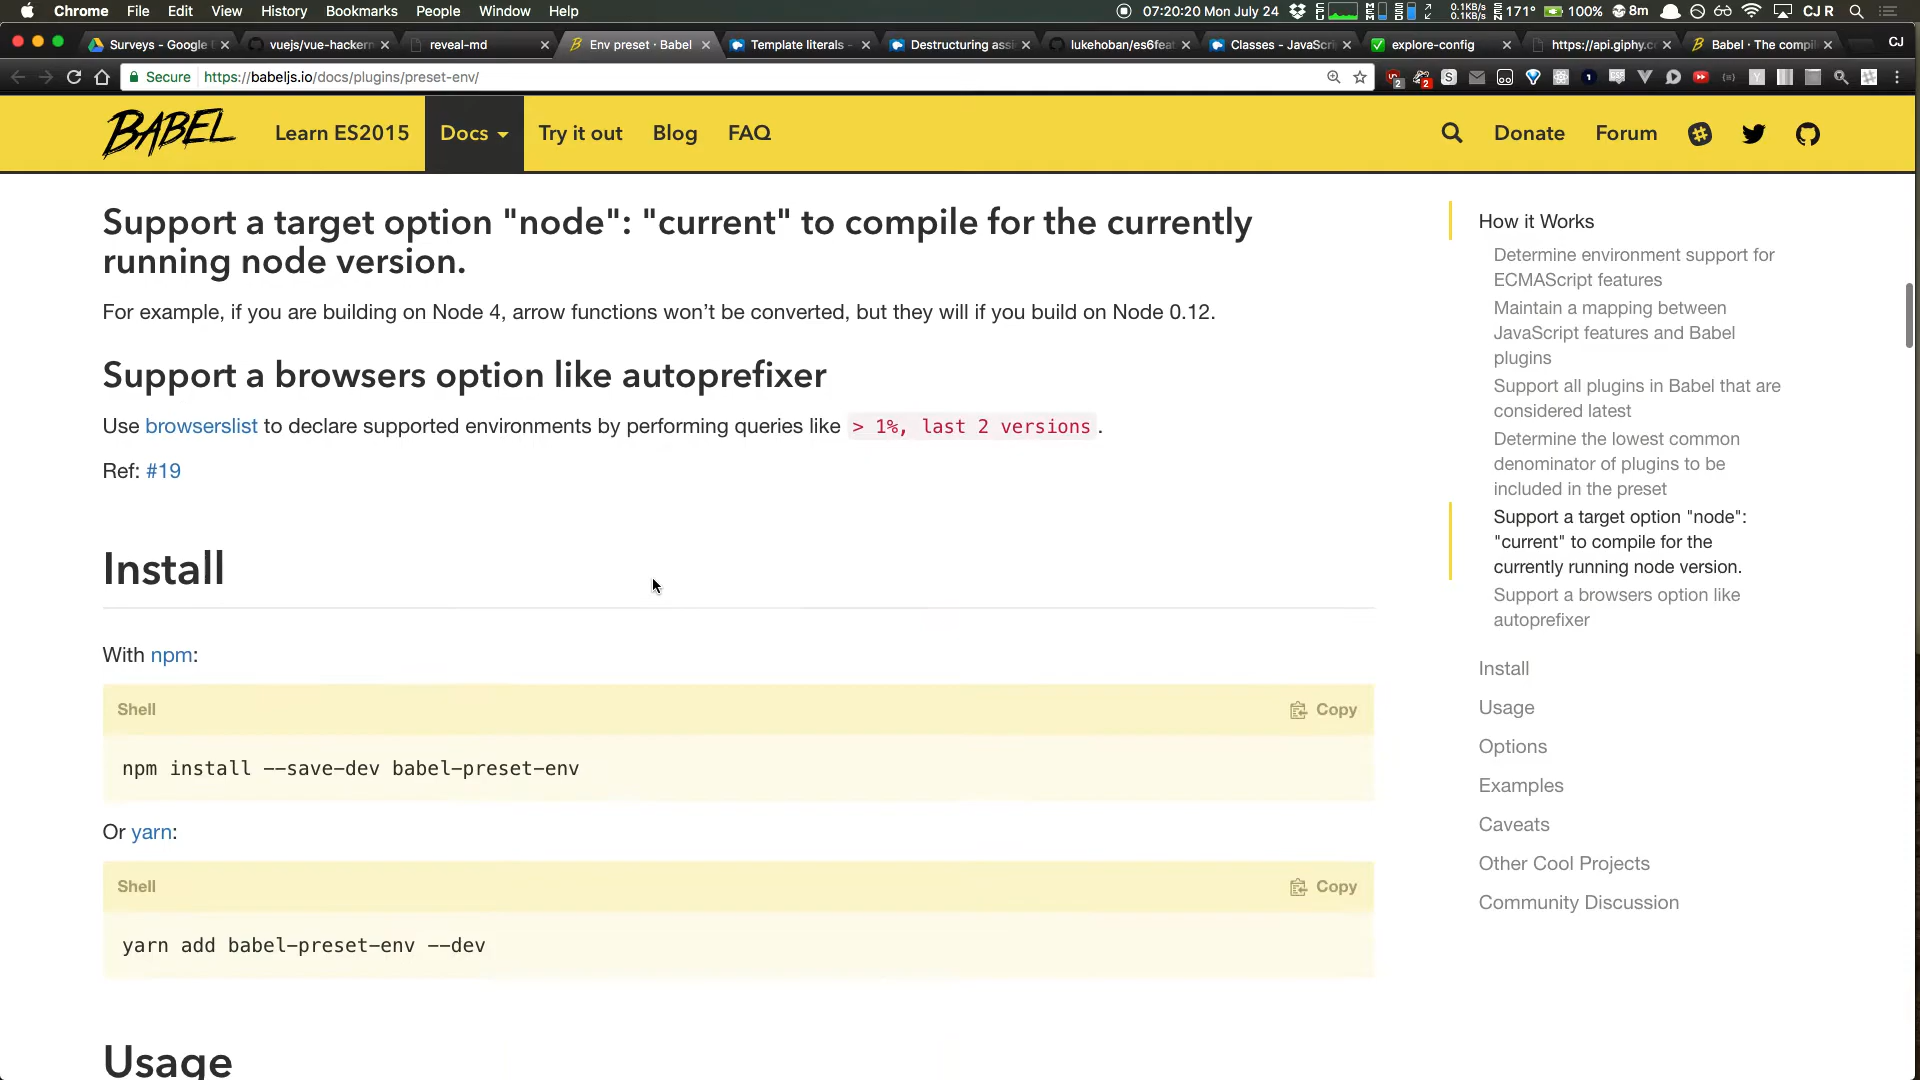 Chrome File Edit View History Bookmarks People Window Help
07:20:20 Mon July 24
0.1KB/s
0.1KB/s
171° 100% 8m CJ R
Surveys - Google
vuejs/vue-hackern
reveal-md
Env preset · Babel
Template literals -
Destructuring assi
lukehoban/es6feat
Classes - JavaScri
explore-config
https://api.giphy.c
Babel · The compil
CJ
Secure https://babeljs.io/docs/plugins/preset-env/
BABEL
Learn ES2015
Docs
Try it out
Blog
FAQ
Donate
Forum
Support a target option "node": "current" to compile for the currently
running node version.
For example, if you are building on Node 4, arrow functions won’t be converted, but they will if you build on Node 0.12.
Support a browsers option like autoprefixer
Use browserslist to declare supported environments by performing queries like > 1%, last 2 versions .
Ref: #19
Install
With npm:
Shell
Copy
npm install --save-dev babel-preset-env
Or yarn:
Shell
Copy
yarn add babel-preset-env --dev
Usage
How it Works
Determine environment support for
ECMAScript features
Maintain a mapping between
JavaScript features and Babel
plugins
Support all plugins in Babel that are
considered latest
Determine the lowest common
denominator of plugins to be
included in the preset
Support a target option "node":
"current" to compile for the
currently running node version.
Support a browsers option like
autoprefixer
Install
Usage
Options
Examples
Caveats
Other Cool Projects
Community Discussion